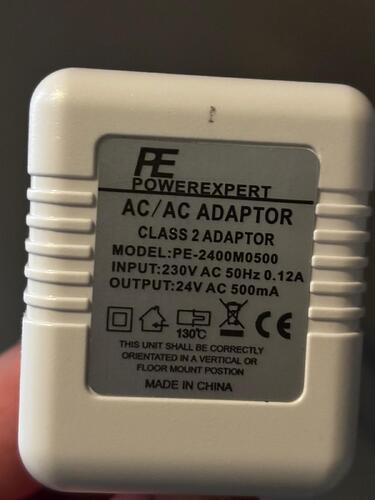 PE
POWEREXPERT
AC/AC ADAPTOR
CLASS 2 ADAPTOR
MODEL:PE-2400M0500
INPUT:230V AC 50Hz 0.12A
OUTPUT:24V AC 500mA
130℃
CE
THIS UNIT SHALL BE CORRECTLY
ORIENTATED IN A VERTICAL OR
FLOOR MOUNT POSTION
MADE IN CHINA